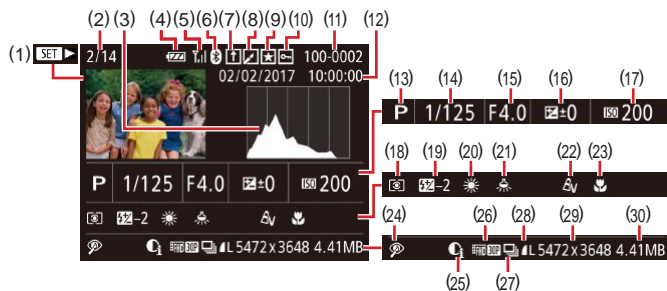 (2) (3) (4) (5) (6) (7) (8) (9) (10) (11) (12)
(1) SET 2/14 100-0002
02/02/2017 10:00:00
(13) (14) (15) (16) (17)
P 1/125 F4.0 ±0 ISO 200
P 1/125 F4.0 ±0 ISO 200
(18) (19) (20) (21) (22) (23)
-2
-2
(24) (26) (28) (29) (30)
L 5472x3648 4.41MB
L 5472x3648 4.41MB
(25) (27)